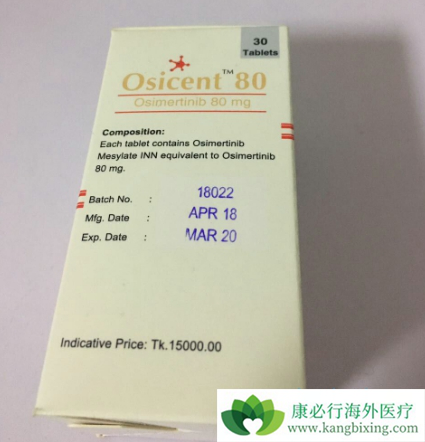 30
Tablets
Osicent™ 80
Osimertinib 80 mg
Composition:
Each tablet contains Osimertinib
Mesylate INN equivalent to Osimertinib
80 mg.
Batch No. : 18022
Mfg. Date : APR 18
Exp. Date : MAR 20
Indicative Price: Tk.15000.00
康必行海外医疗
www.kangbixing.com